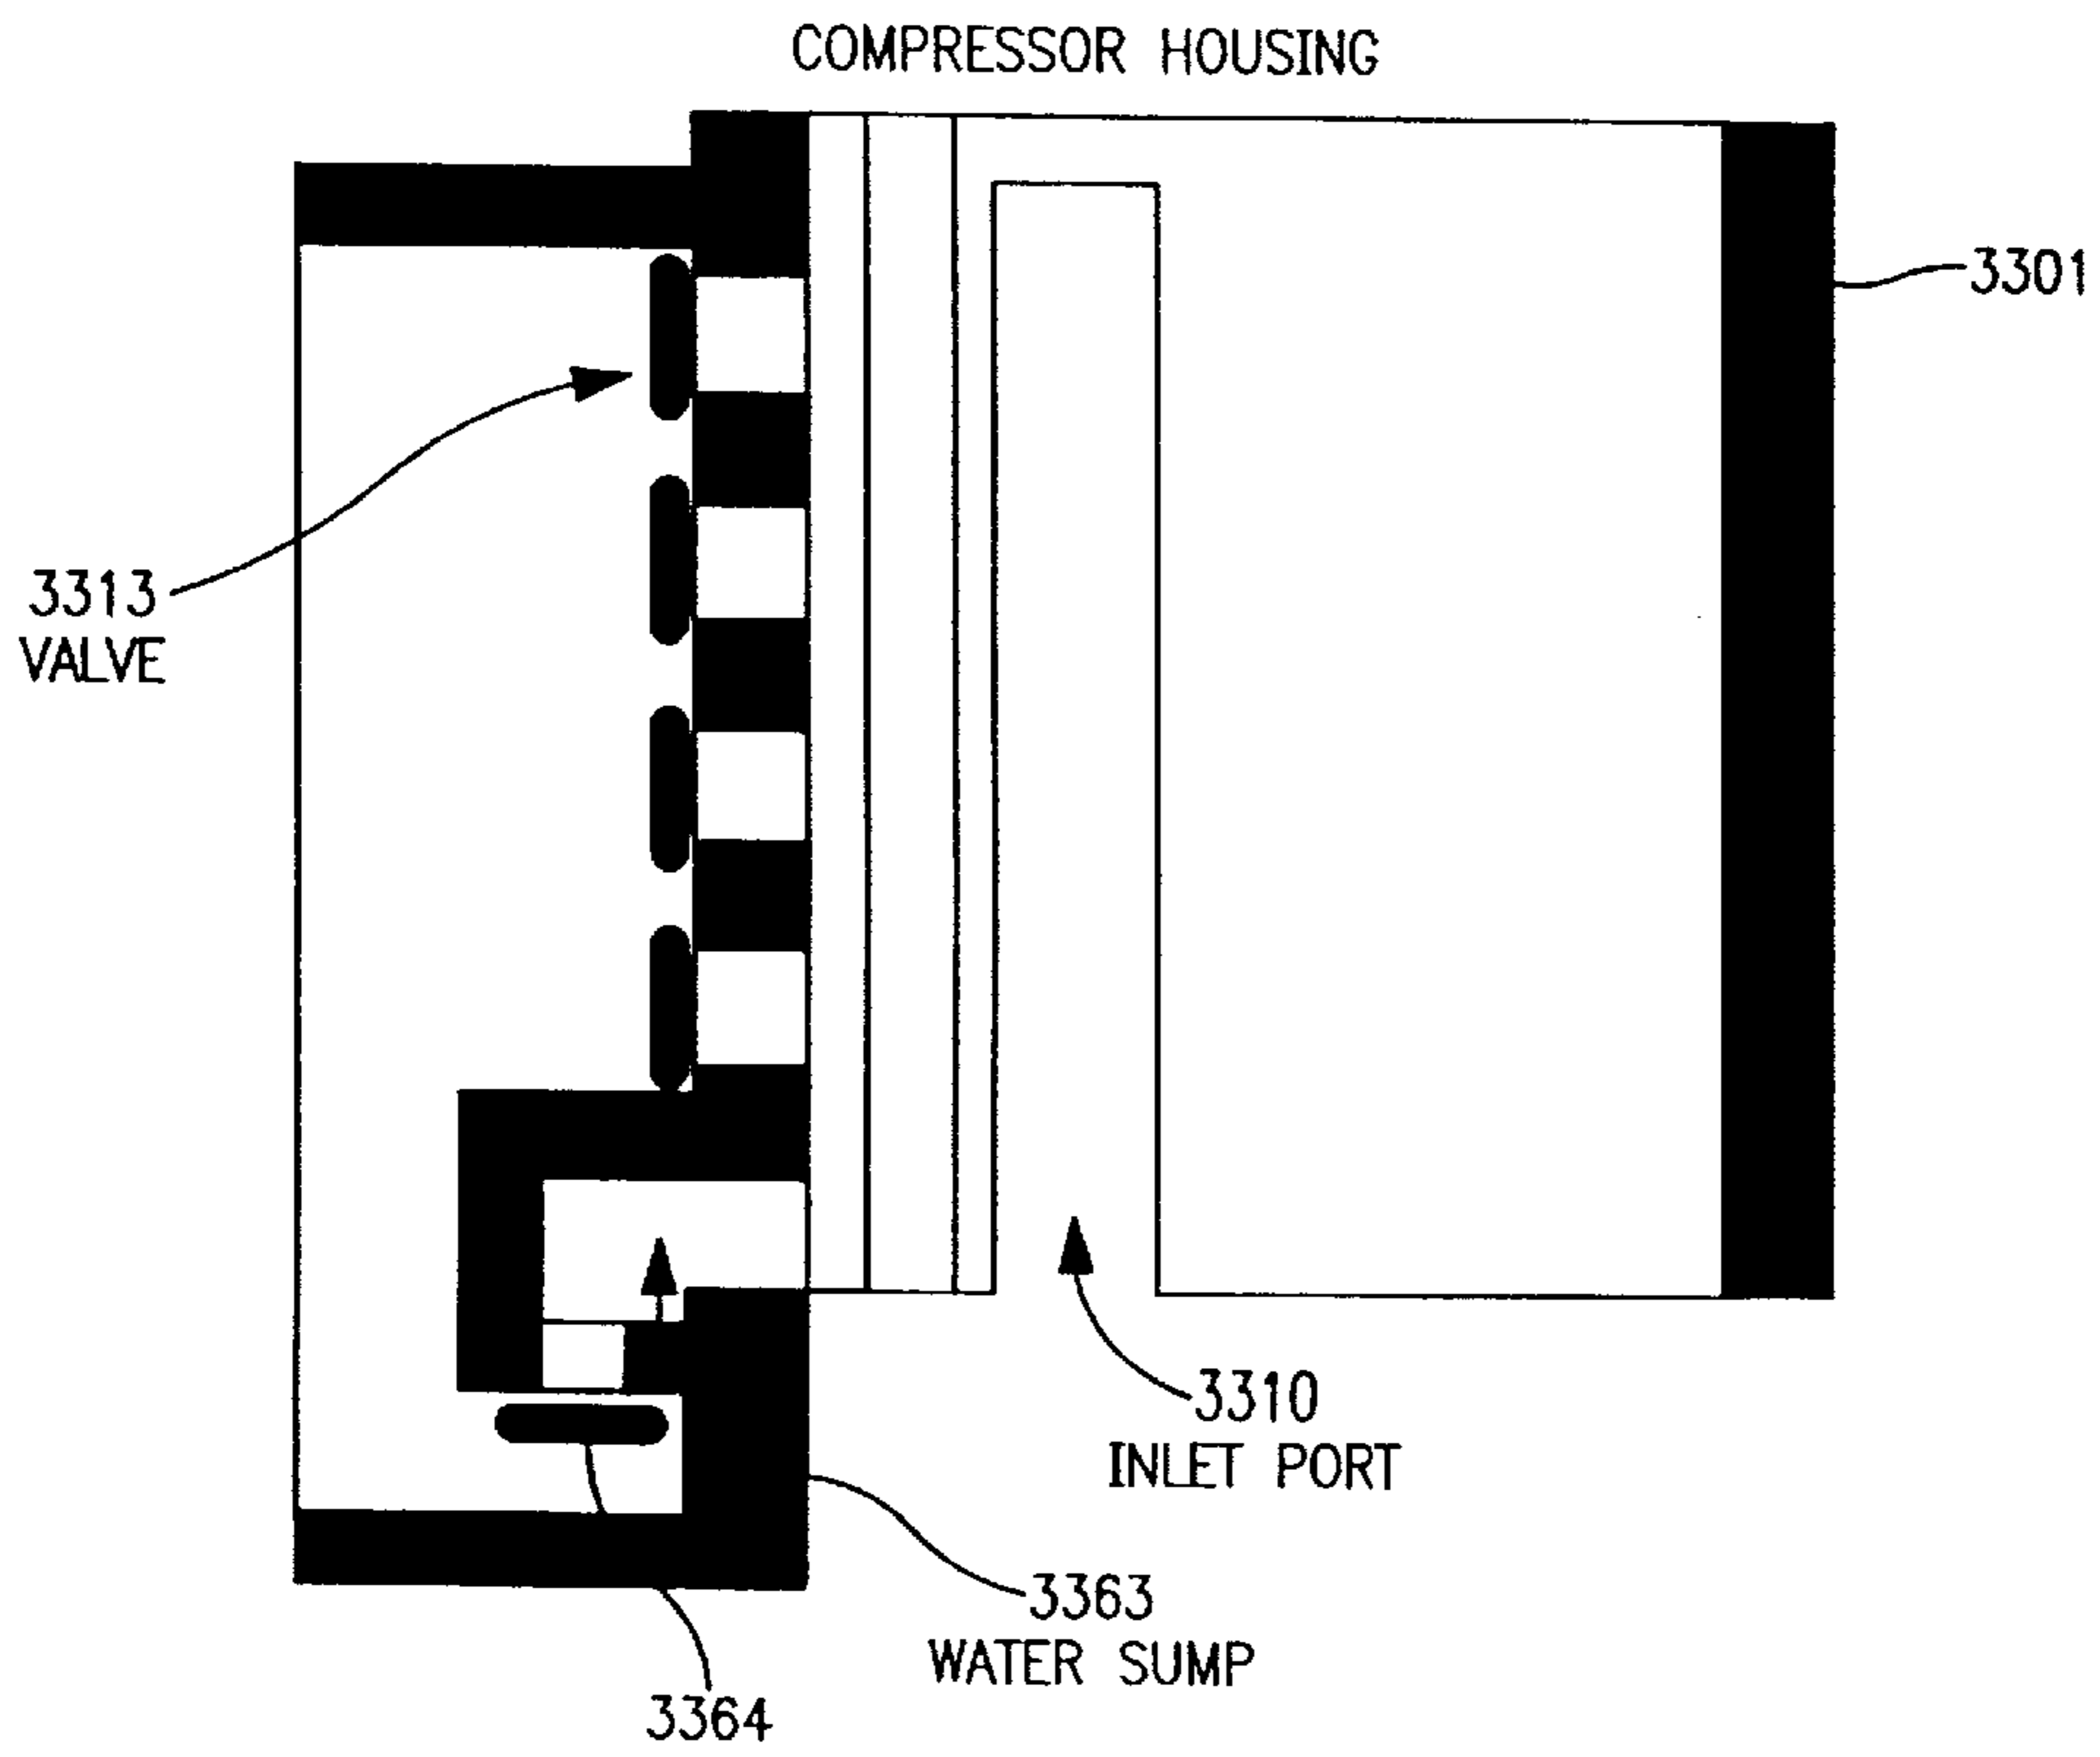 COMPRESSOR HOUSING
3301
3313
VALVE
3310
INLET PORT
3363
WATER SUMP
3364